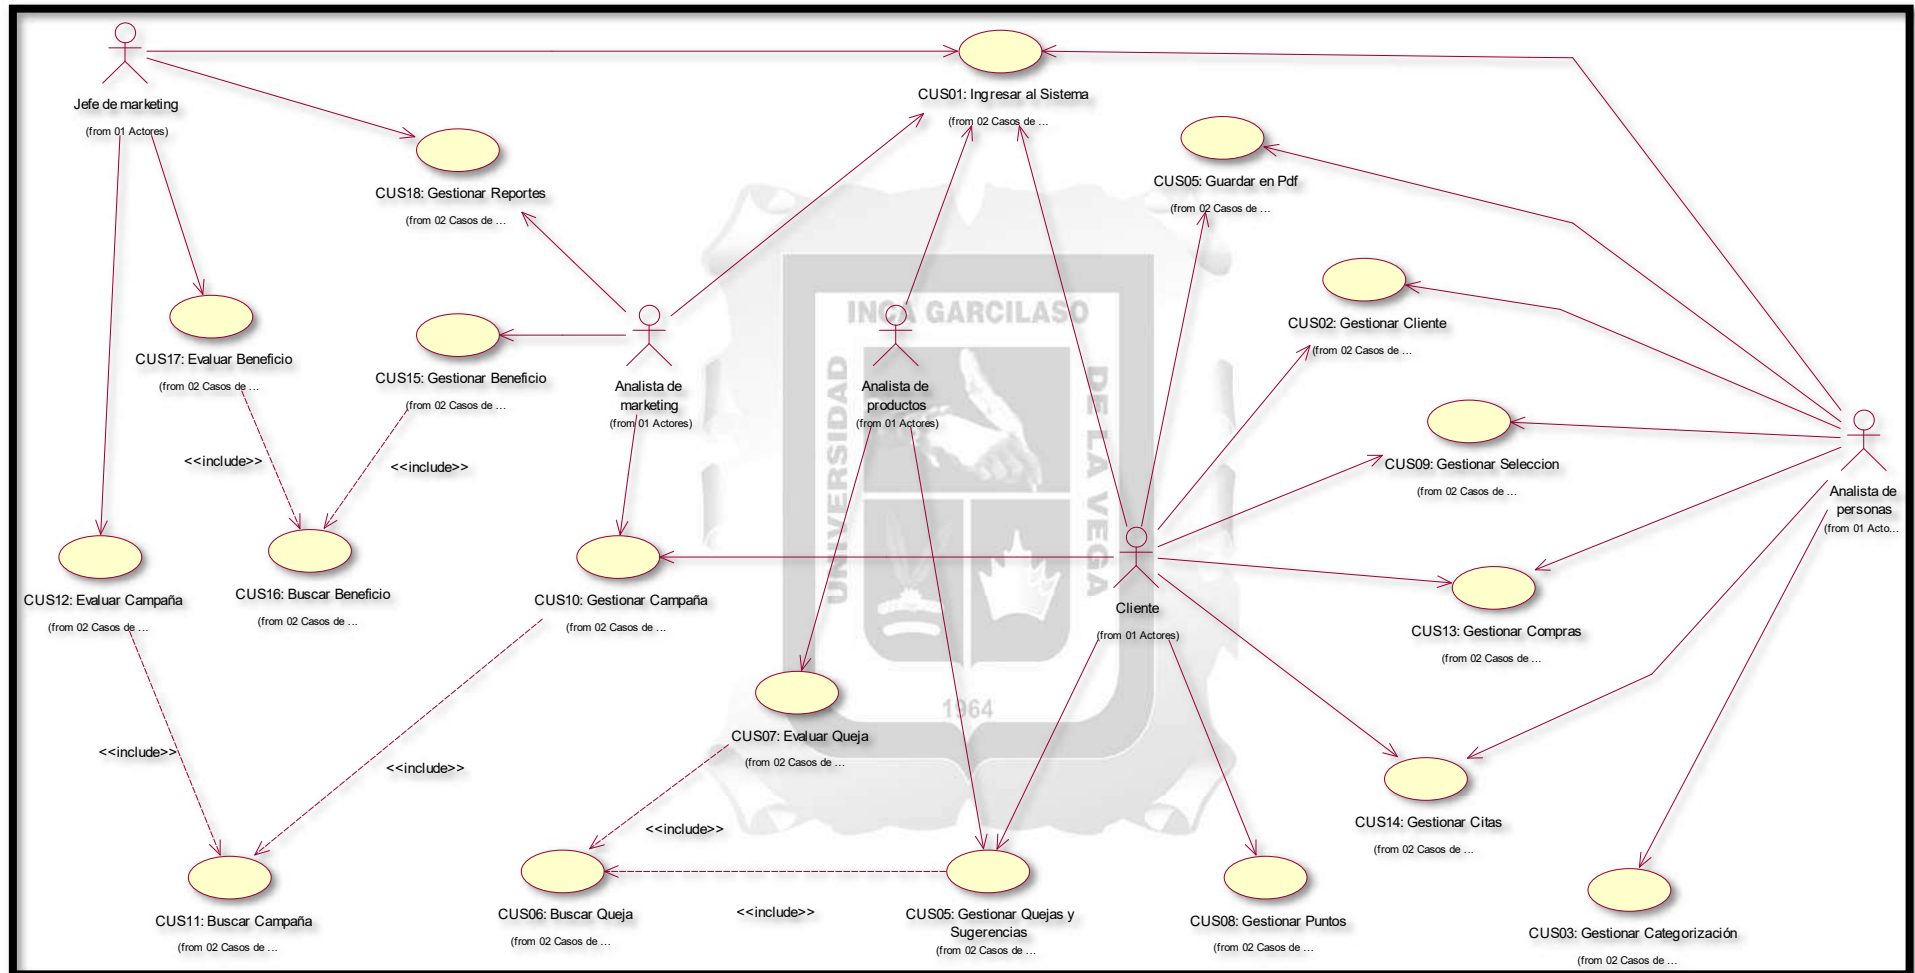 Jefe de marketing
(from 01 Actores)
CUS01: Ingresar al Sistema
(from 02 Casos de ...
CUS18: Gestionar Reportes
(from 02 Casos de ...
CUS05: Guardar en Pdf
(from 02 Casos de ...
INCA GARCILASO
UNIVERSIDAD
DE LA VEGA
1964
CUS17: Evaluar Beneficio
(from 02 Casos de ...
CUS15: Gestionar Beneficio
(from 02 Casos de ...
Analista de
marketing
(from 01 Actores)
Analista de
productos
(from 01 Actores)
CUS02: Gestionar Cliente
(from 02 Casos de ...
CUS09: Gestionar Seleccion
(from 02 Casos de ...
Analista de
personas
(from 01 Acto...
<<include>>
<<include>>
CUS12: Evaluar Campaña
(from 02 Casos de ...
CUS16: Buscar Beneficio
(from 02 Casos de ...
CUS10: Gestionar Campaña
(from 02 Casos de ...
Cliente
(from 01 Actores)
CUS13: Gestionar Compras
(from 02 Casos de ...
<<include>>
<<include>>
CUS07: Evaluar Queja
(from 02 Casos de ...
<<include>>
CUS14: Gestionar Citas
(from 02 Casos de ...
CUS11: Buscar Campaña
(from 02 Casos de ...
CUS06: Buscar Queja
(from 02 Casos de ...
<<include>>
CUS05: Gestionar Quejas y
Sugerencias
(from 02 Casos de ...
CUS08: Gestionar Puntos
(from 02 Casos de ...
CUS03: Gestionar Categorización
(from 02 Casos de ...